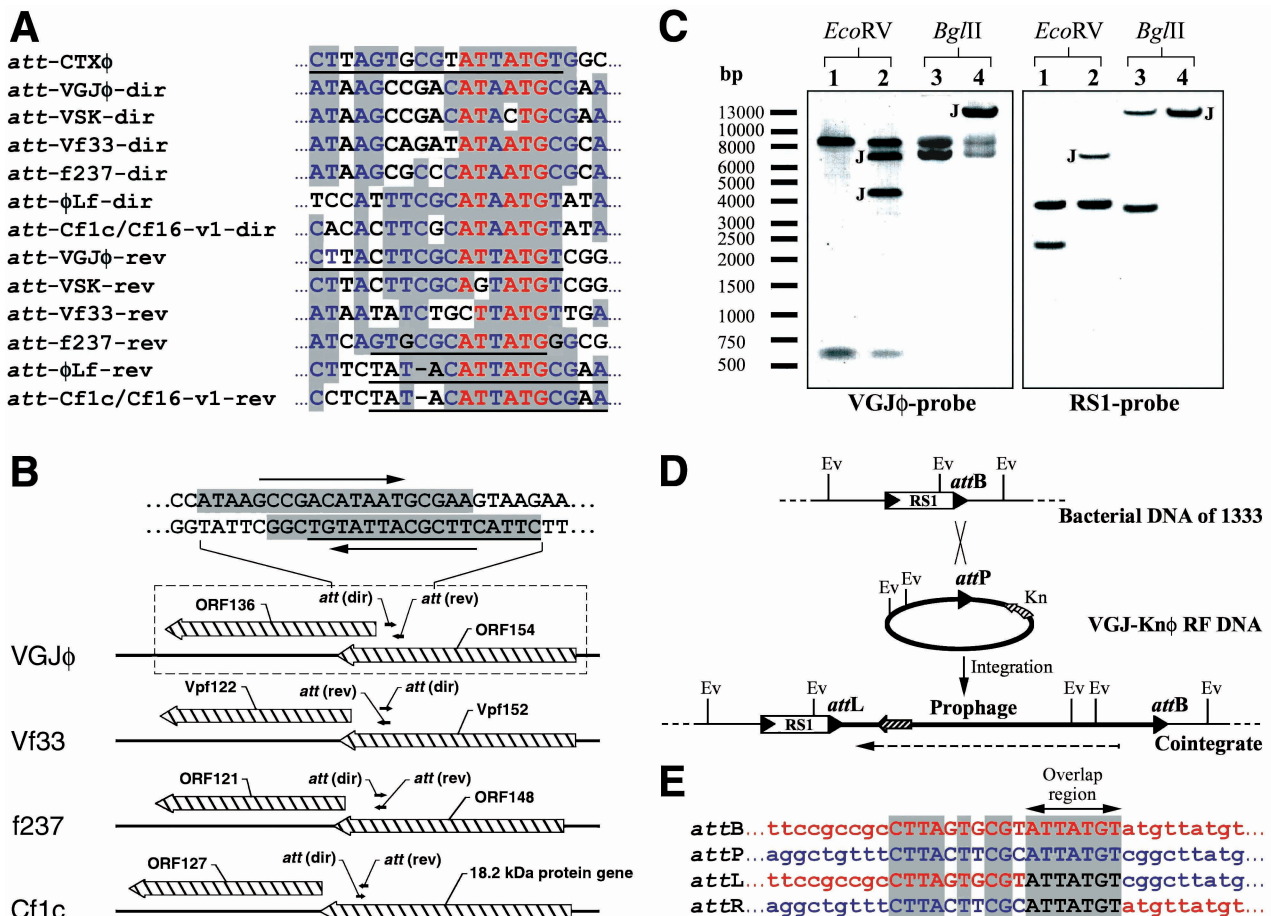 A
att-CTXϕ ...CTTAGTGCGTATTATGTGGC...
att-VGJϕ-dir ...ATAAGCCGACATAATGCGAA...
att-VSK-dir ...ATAAGCCGACATACTGCGAA...
att-Vf33-dir ...ATAAGCAGATATAATGCGCA...
att-f237-dir ...ATAAGCGCCCATAATGCGCA...
att-ϕLf-dir ...TCCATTTCGCATAATGTATA...
att-Cf1c/Cf16-v1-dir ...CACACTTCGCATAATGTATA...
att-VGJϕ-rev ...CTTACTTCGCATTATGTCGG...
att-VSK-rev ...CTTACTTCGCAGTATGTCGG...
att-Vf33-rev ...ATAATATCTGCTTATGTTGA...
att-f237-rev ...ATCAGTGCGCATTATGGGCG...
att-ϕLf-rev ...CTTCTAT-ACATTATGCGAA...
att-Cf1c/Cf16-v1-rev ...CCTCTAT-ACATTATGCGAA...
B
...CCATAAGCCGACATAATGCGAAGTAAGAA...
...GGTATTCGGCTGTATTACGCTTCATTCTT...
att (dir)
att (rev)
ORF136
ORF154
VGJϕ
Vpf122
att (rev)
att (dir)
Vpf152
Vf33
ORF121
att (dir)
att (rev)
ORF148
f237
ORF127
att (dir)
att (rev)
18.2 kDa protein gene
Cf1c
C
EcoRV BglII EcoRV BglII
bp 1 2 3 4 1 2 3 4
13000
10000
8000
6000
5000
4000
3000
2500
2000
1500
1000
750
500
J
J
J
J
J
VGJϕ-probe RS1-probe
D
Ev Ev attB Ev
RS1
Bacterial DNA of 1333
attP
Ev Ev Kn
VGJ-Knϕ RF DNA
Integration
Ev Ev attL Prophage Ev Ev attB Ev
RS1
Cointegrate
E
Overlap
region
attB...ttccgccgcCTTAGTGCGTATTATGTatgttatgt...
attP...aggctgtttCTTACTTCGCATTATGTcggcttatg...
attL...ttccgccgcCTTAGTGCGTATTATGTcggcttatg...
attR...aggctgtttCTTACTTCGCATTATGTatgttatgt...